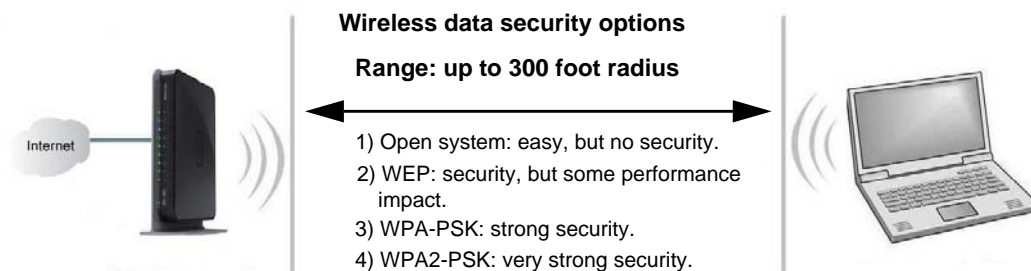 Wireless data security options
Range: up to 300 foot radius
Internet
1) Open system: easy, but no security.
2) WEP: security, but some performance
impact.
3) WPA-PSK: strong security.
4) WPA2-PSK: very strong security.